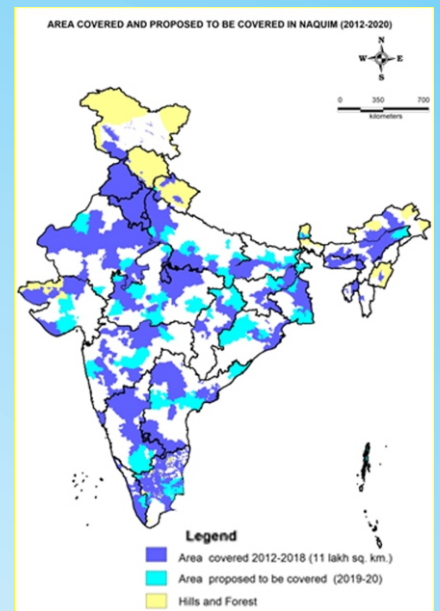 AREA COVERED AND PROPOSED TO BE COVERED IN NAQUIM (2012-2020)
N
W E
S
0 350 700
kilometers
Legend
Area covered 2012-2018 (11 lakh sq. km.)
Area proposed to be covered (2019-20)
Hills and Forest